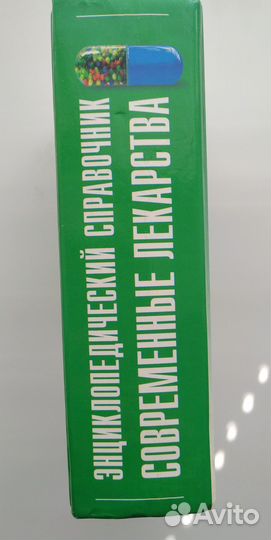 ЭНЦИКЛОПЕДИЧЕСКИЙ СПРАВОЧНИК
СОВРЕМЕННЫЕ ЛЕКАРСТВА
Avito